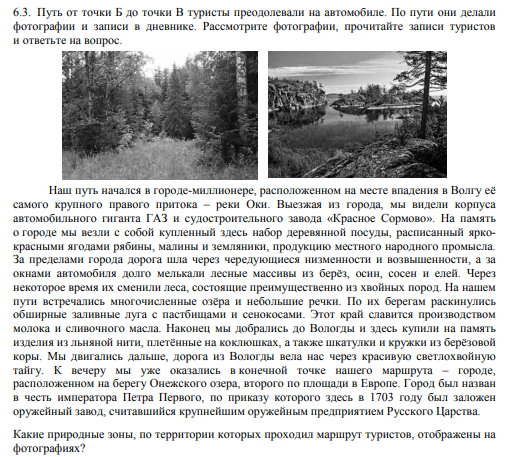 6.3. Путь от точки Б до точки В туристы преодолевали на автомобиле. По пути они делали
фотографии и записи в дневнике. Рассмотрите фотографии, прочитайте записи туристов
и ответьте на вопрос.
Наш путь начался в городе-миллионере, расположенном на месте впадения в Волгу её
самого крупного правого притока – реки Оки. Выезжая из города, мы видели корпуса
автомобильного гиганта ГАЗ и судостроительного завода «Красное Сормово». На память
о городе мы везли с собой купленный здесь набор деревянной посуды, расписанный ярко-
красными ягодами рябины, малины и земляники, продукцию местного народного промысла.
За пределами города дорога шла через чередующиеся низменности и возвышенности, а за
окнами автомобиля долго мелькали лесные массивы из берёз, осин, сосен и елей. Через
некоторое время их сменили леса, состоящие преимущественно из хвойных пород. На нашем
пути встречались многочисленные озёра и небольшие речки. По их берегам раскинулись
обширные заливные луга с пастбищами и сенокосами. Этот край славится производством
молока и сливочного масла. Наконец мы добрались до Вологды и здесь купили на память
изделия из льняной нити, плетённые на коклюшках, а также шкатулки и кружки из берёзовой
коры. Мы двигались дальше, дорога из Вологды вела нас через красивую светлохвойную
тайгу. К вечеру мы уже оказались в конечной точке нашего маршрута – городе,
расположенном на берегу Онежского озера, второго по площади в Европе. Город был назван
в честь императора Петра Первого, по приказу которого здесь в 1703 году был заложен
оружейный завод, считавшийся крупнейшим оружейным предприятием Русского Царства.
Какие природные зоны, по территории которых проходил маршрут туристов, отображены на
фотографиях?